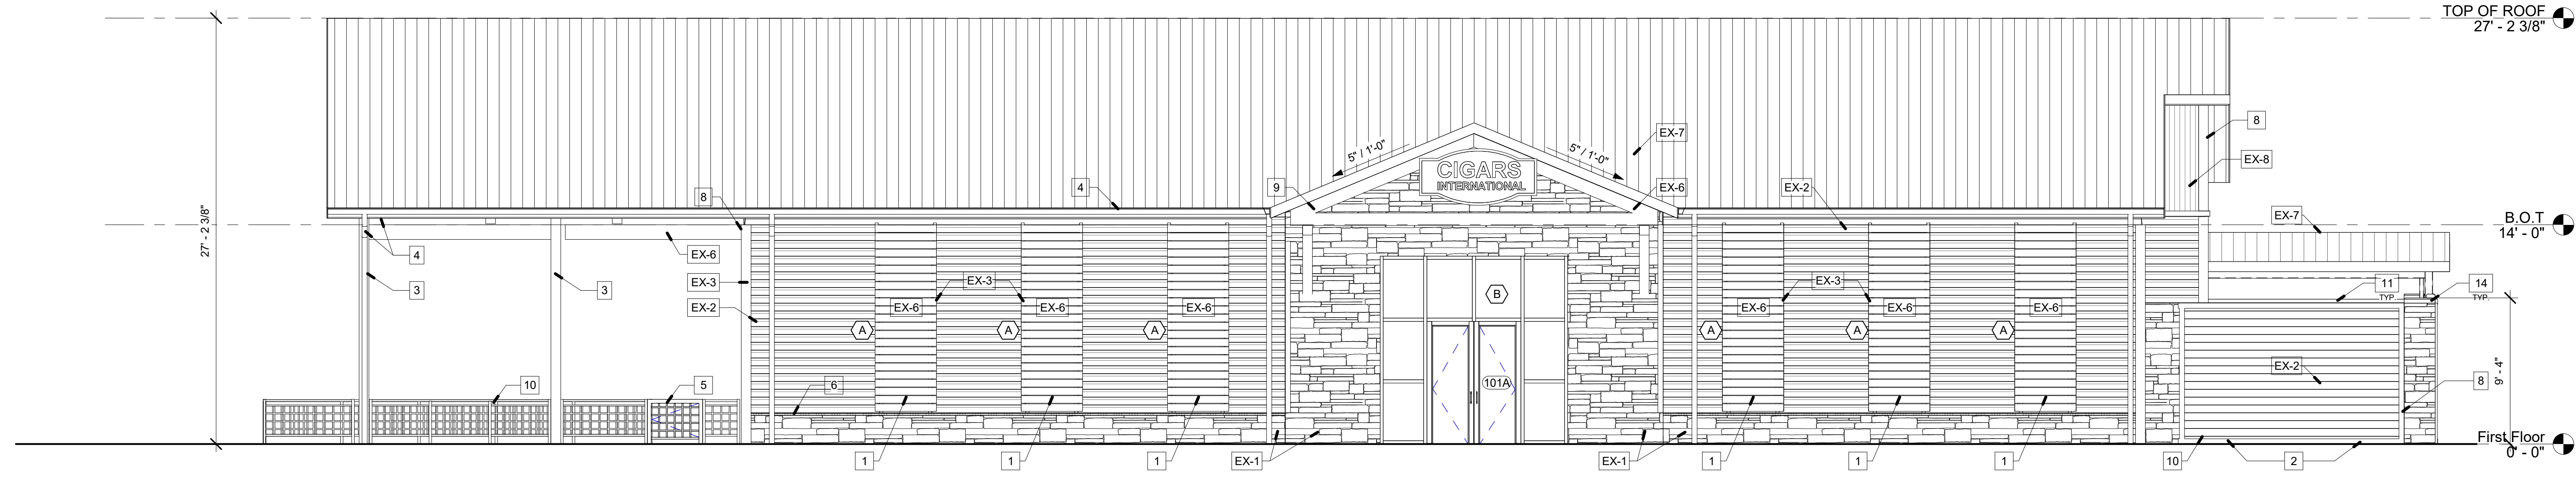 TOP OF ROOF
27' - 2 3/8"
EX-7
8
5" / 1'-0"
5" / 1'-0"
EX-8
CIGARS
INTERNATIONAL
8
4
9
EX-6
EX-2
EX-7
B.O.T
14' - 0"
27' - 2 3/8"
4
EX-6
3
3
EX-3
EX-3
EX-3
11
14
TYP.
TYP.
B
EX-2
EX-6
EX-6
EX-6
EX-6
EX-6
EX-6
A
A
A
A
A
A
EX-2
9' - 4"
10
5
6
101A
8
First Floor
0' - 0"
1
1
1
EX-1
EX-1
1
1
1
10
2